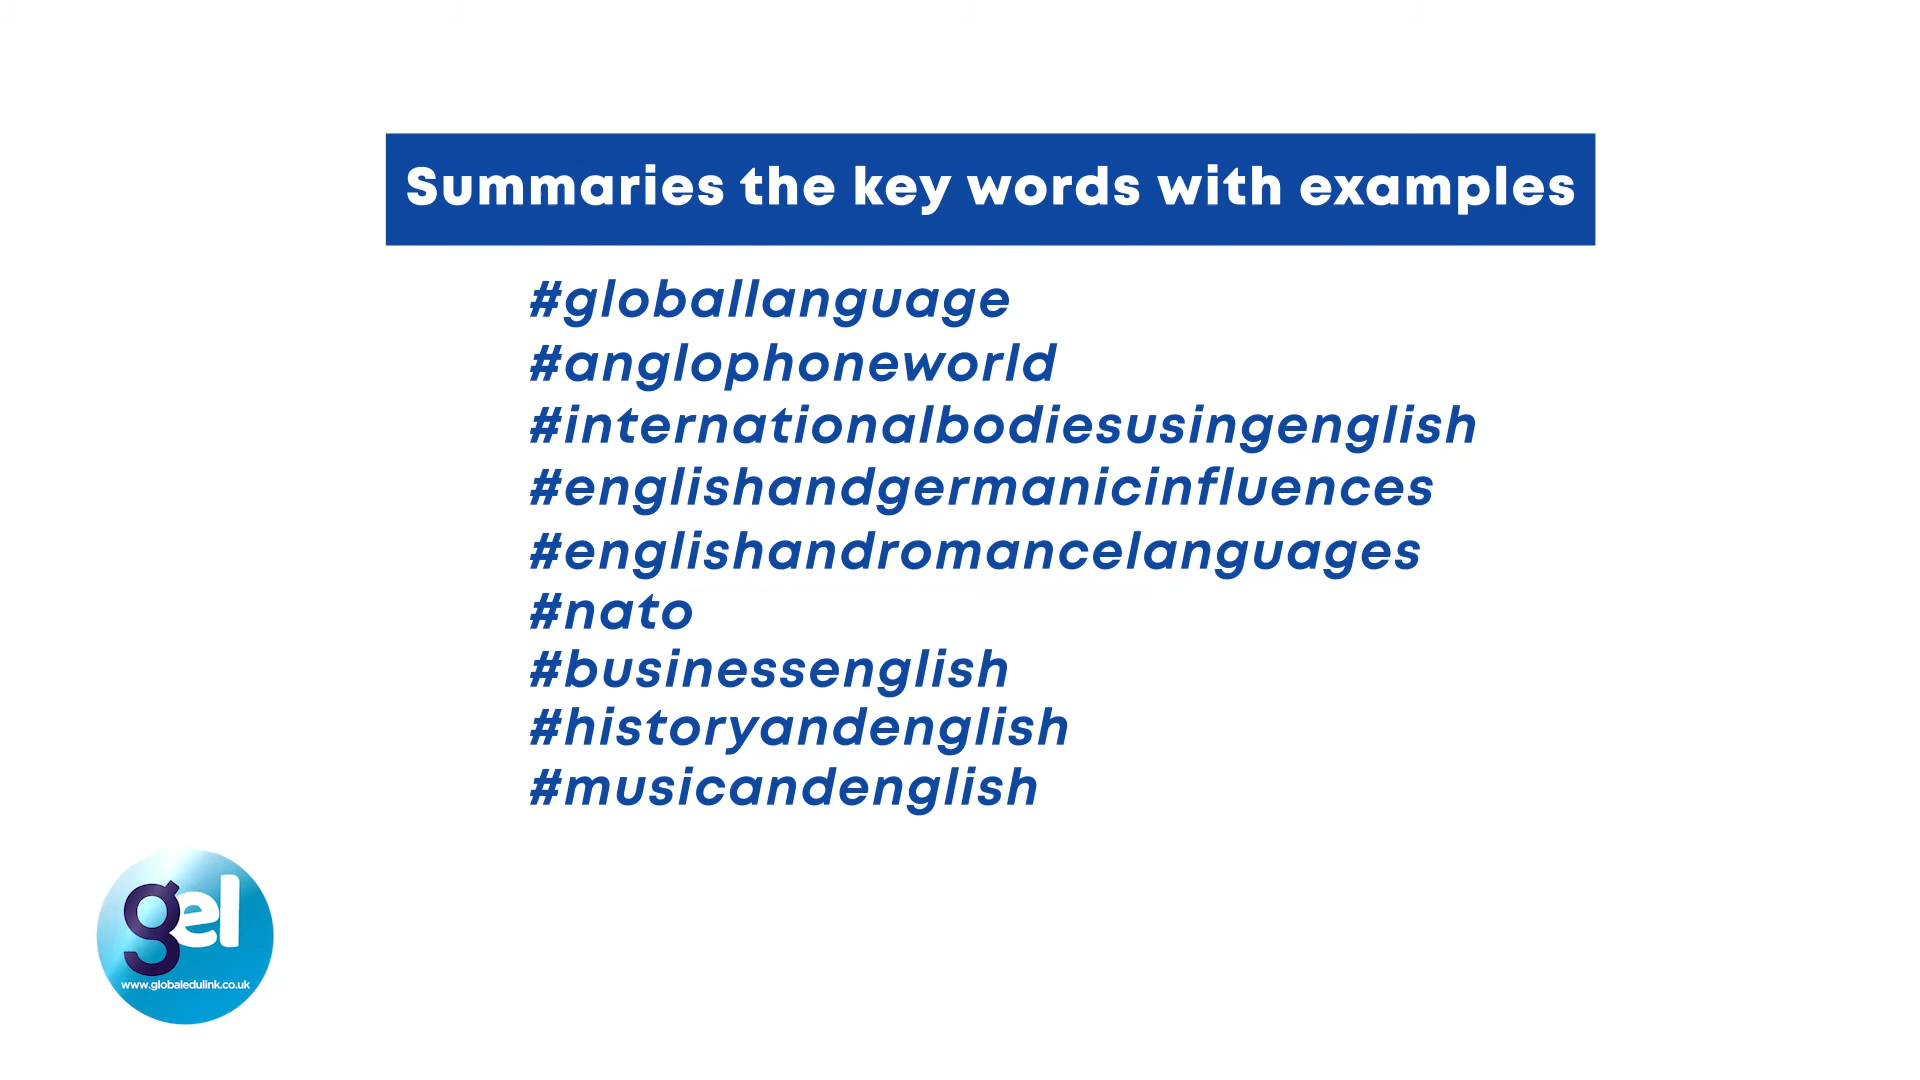 Summaries the key words with examples
#globallanguage
#anglophoneworld
#internationalbodiesusingenglish
#englishandgermanicinfluences
#englishandromancelanguages
#nato
#businessenglish
#historyandenglish
#musicandenglish
gel
www.globaledulink.co.uk